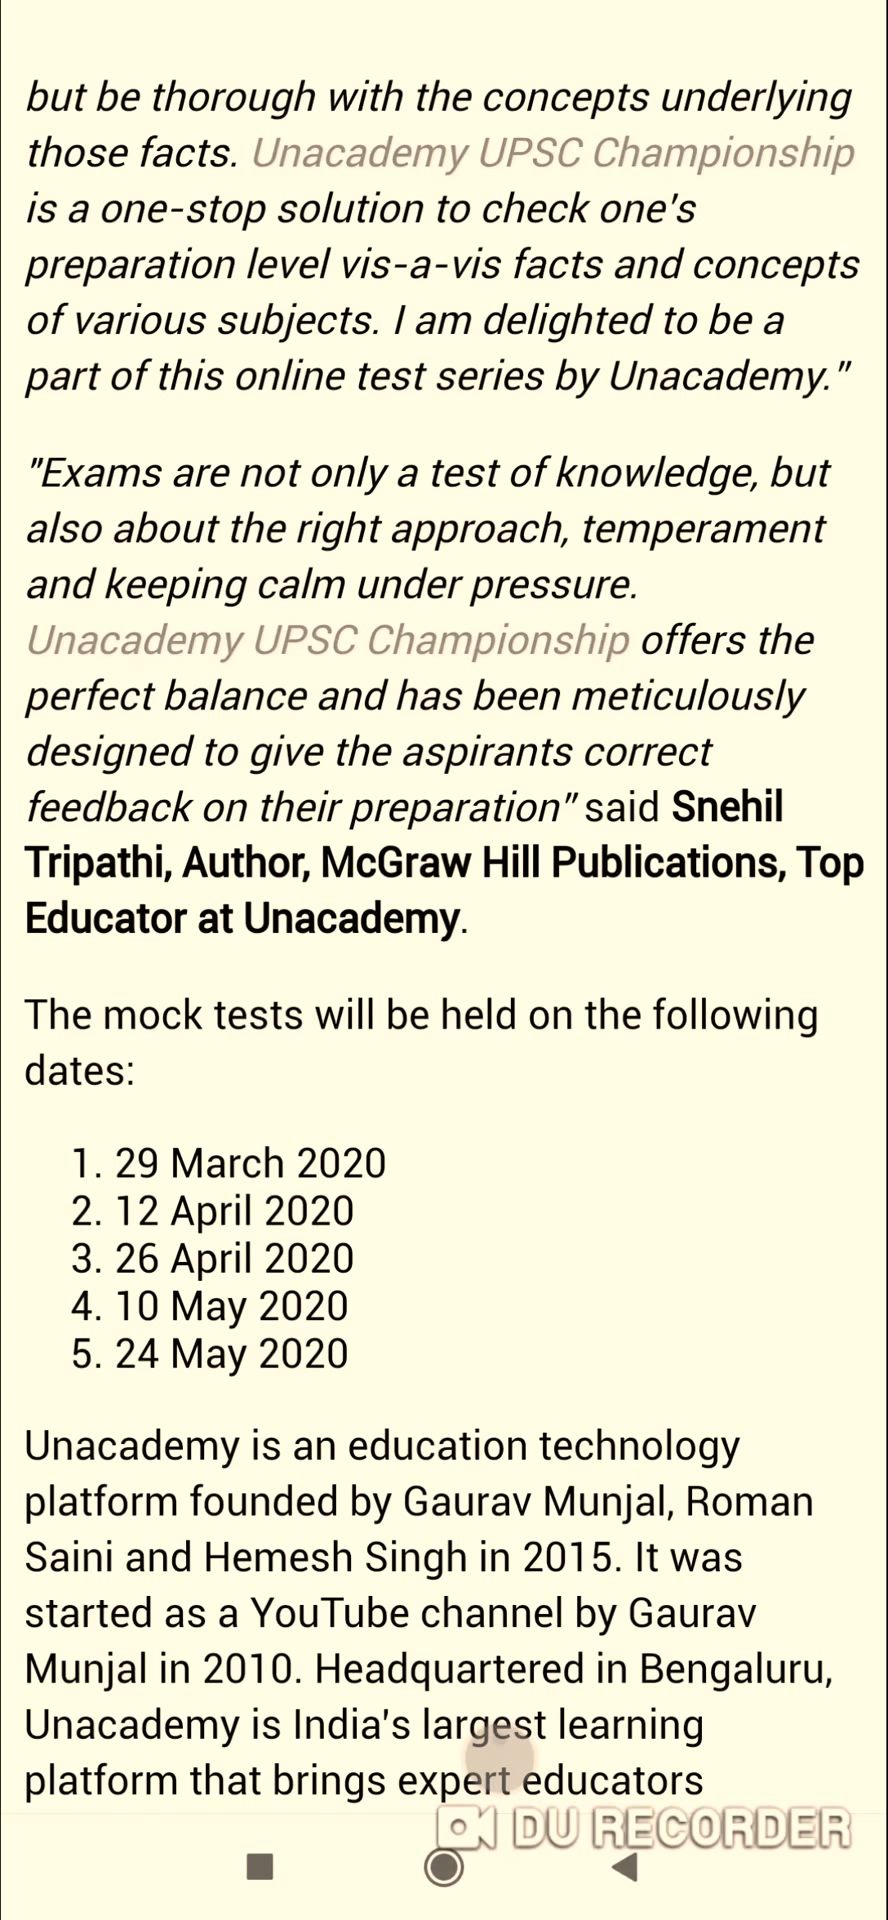 but be thorough with the concepts underlying
those facts. Unacademy UPSC Championship
is a one-stop solution to check one's
preparation level vis-a-vis facts and concepts
of various subjects. I am delighted to be a
part of this online test series by Unacademy."
"Exams are not only a test of knowledge, but
also about the right approach, temperament
and keeping calm under pressure.
Unacademy UPSC Championship offers the
perfect balance and has been meticulously
designed to give the aspirants correct
feedback on their preparation" said Snehil
Tripathi, Author, McGraw Hill Publications, Top
Educator at Unacademy.
The mock tests will be held on the following
dates:
1. 29 March 2020
2. 12 April 2020
3. 26 April 2020
4. 10 May 2020
5. 24 May 2020
Unacademy is an education technology
platform founded by Gaurav Munjal, Roman
Saini and Hemesh Singh in 2015. It was
started as a YouTube channel by Gaurav
Munjal in 2010. Headquartered in Bengaluru,
Unacademy is India's largest learning
platform that brings expert educators
DU RECORDER